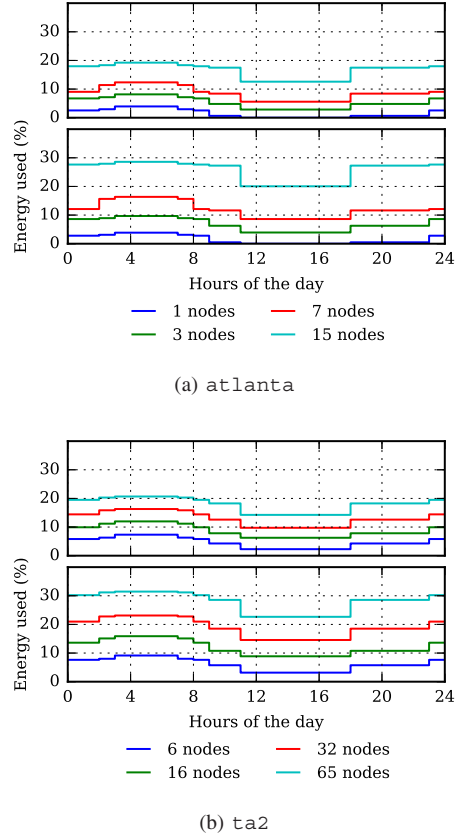 30
20
10
0
30
20
10
0
Energy used (%)
0 4 8 12 16 20 24
Hours of the day
1 nodes 7 nodes
3 nodes 15 nodes
(a) atlanta
30
20
10
0
30
20
10
0
Energy used (%)
0 4 8 12 16 20 24
Hours of the day
6 nodes 32 nodes
16 nodes 65 nodes
(b) ta2